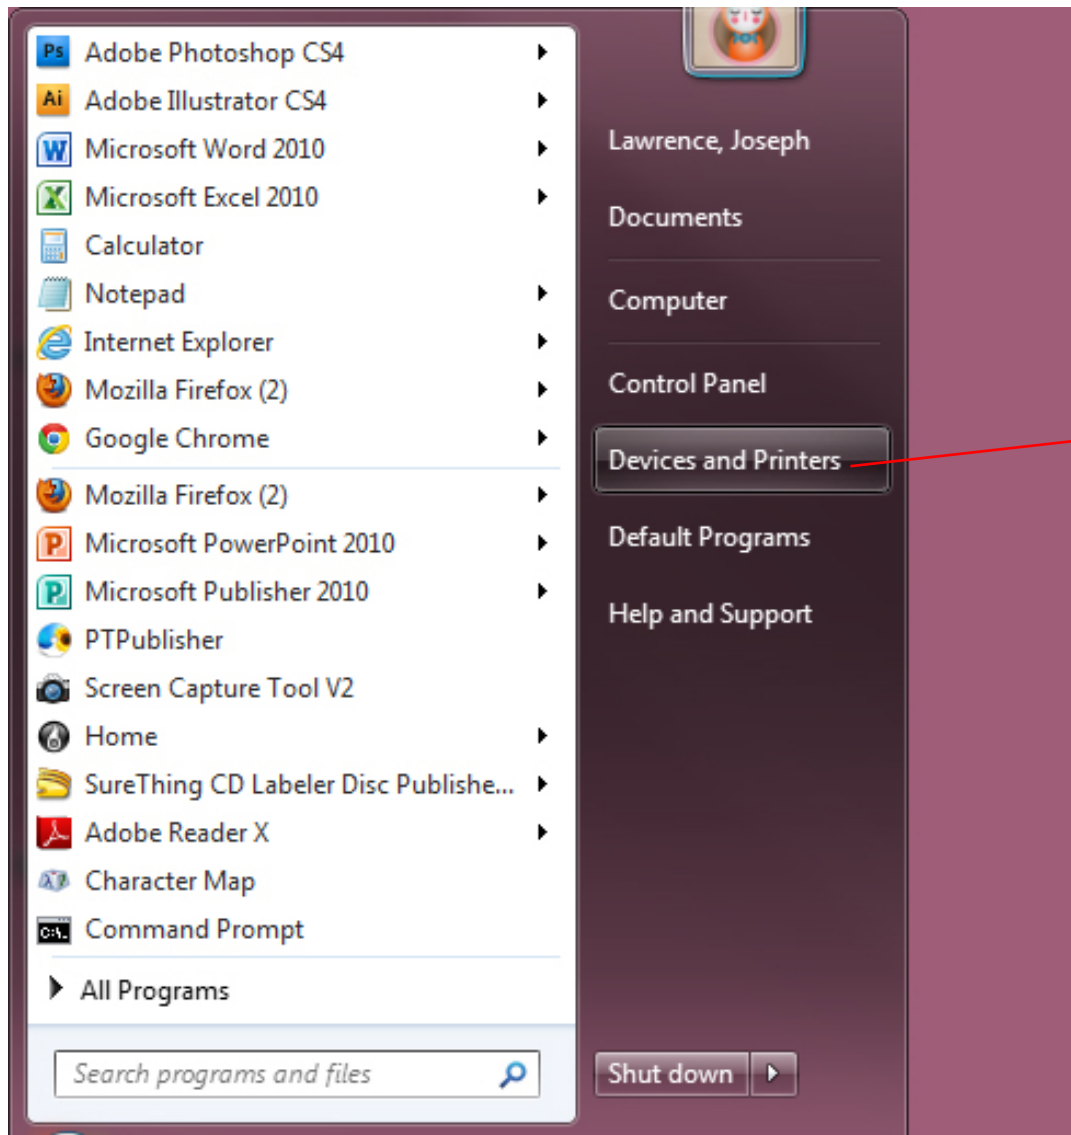 Ps Adobe Photoshop CS4
Ai Adobe Illustrator CS4
W Microsoft Word 2010
X Microsoft Excel 2010
Calculator
Notepad
Internet Explorer
Mozilla Firefox (2)
Google Chrome
Mozilla Firefox (2)
P Microsoft PowerPoint 2010
P Microsoft Publisher 2010
PTPublisher
Screen Capture Tool V2
Home
SureThing CD Labeler Disc Publishe...
Adobe Reader X
Character Map
C:\. Command Prompt
All Programs
Search programs and files
Lawrence, Joseph
Documents
Computer
Control Panel
Devices and Printers
Default Programs
Help and Support
Shut down